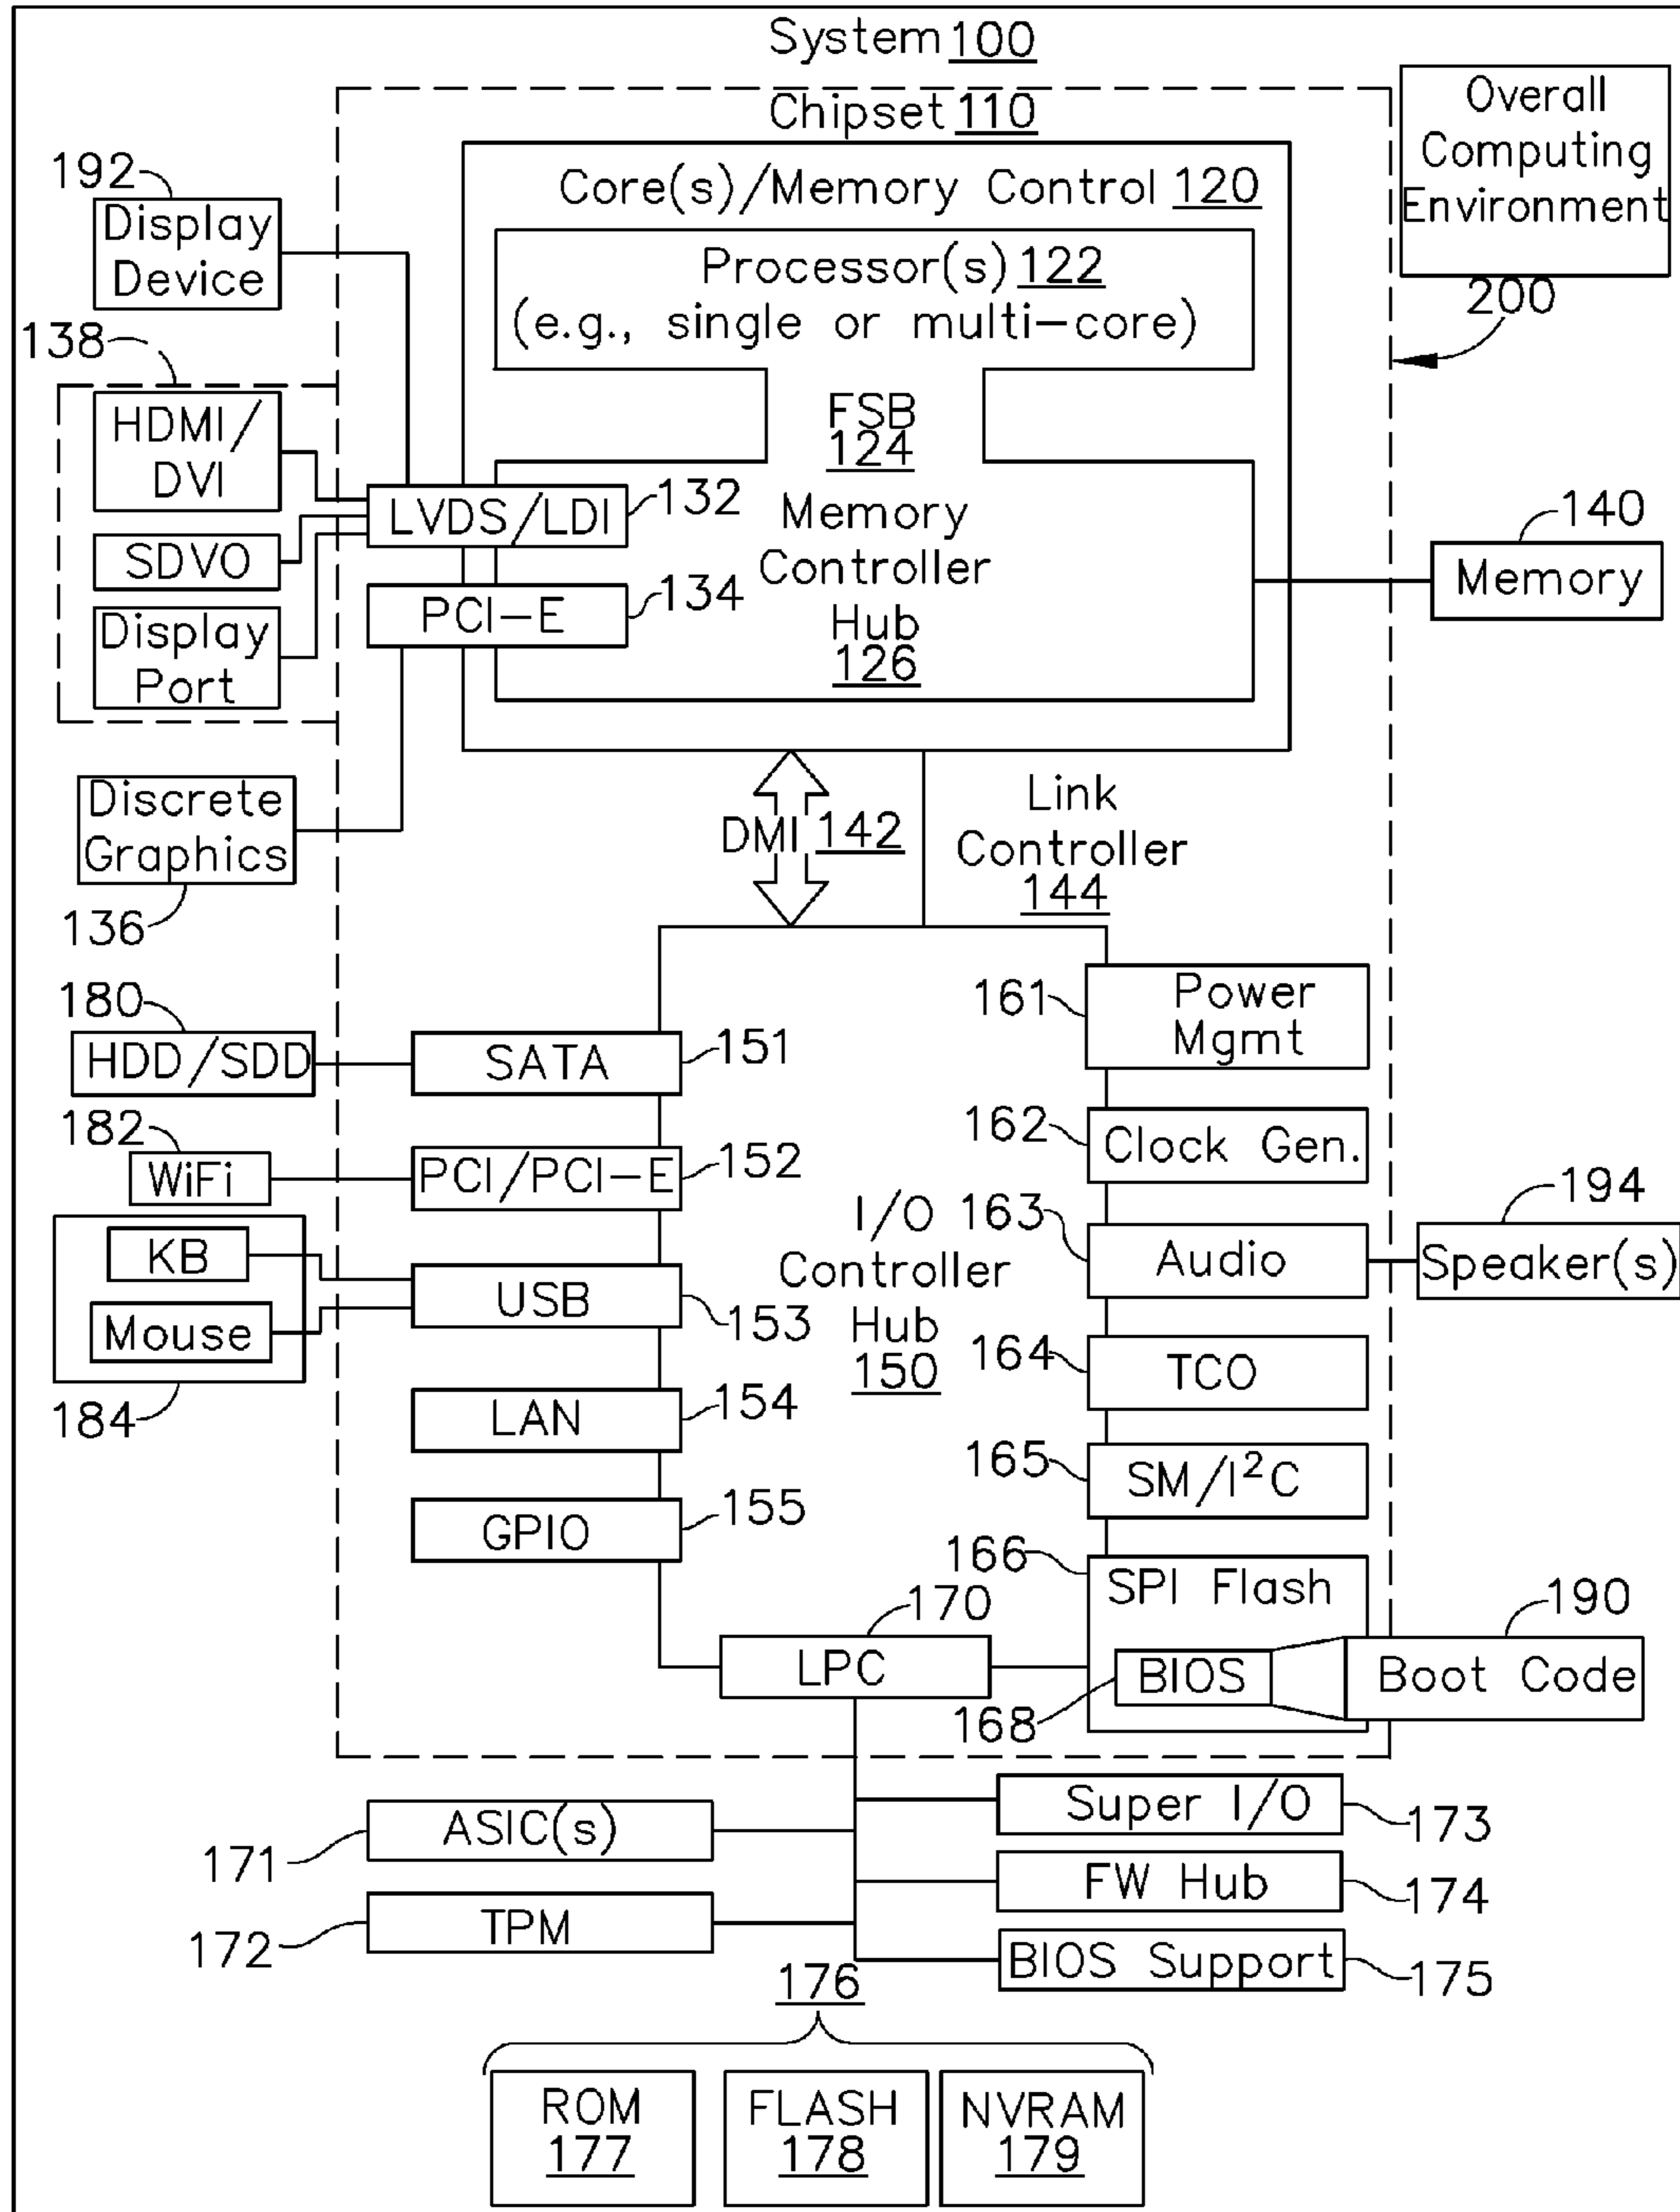 System 100
Chipset 110
Overall
Computing
Environment
200
Core(s)/Memory Control 120
Processor(s) 122
(e.g., single or multi-core)
FSB
124
Memory
Controller
Hub
126
192
Display
Device
138
HDMI/
DVI
SDVO
Display
Port
LVDS/LDI
132
PCI-E
134
140
Memory
Discrete
Graphics
136
DMI 142
Link
Controller
144
180
HDD/SDD
SATA
151
182
WiFi
PCI/PCI-E
152
KB
Mouse
184
USB
153
LAN
154
GPIO
155
I/O
Controller
Hub
150
161
Power
Mgmt
162
Clock Gen.
163
Audio
194
Speaker(s)
164
TCO
165
SM/I²C
166
SPI Flash
168
BIOS
190
Boot Code
170
LPC
ASIC(s)
171
TPM
172
Super I/O
173
FW Hub
174
BIOS Support
175
176
ROM
177
FLASH
178
NVRAM
179